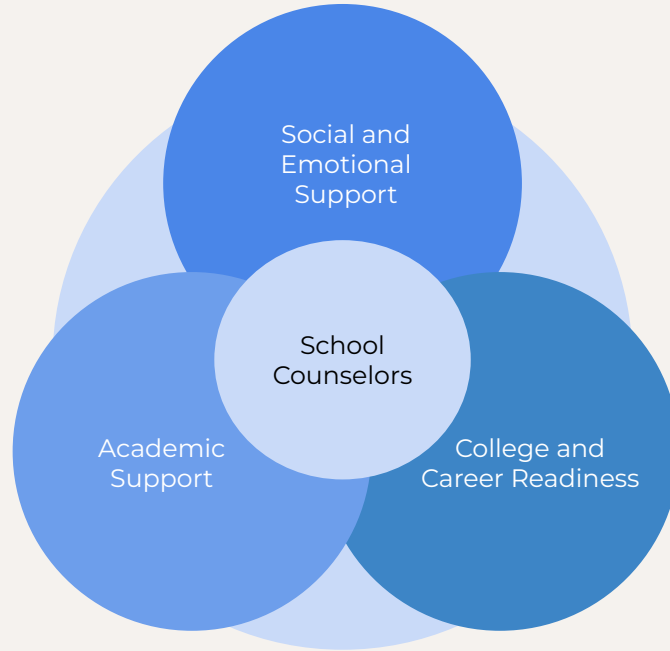 Social and
Emotional
Support
School
Counselors
Academic
Support
College and
Career Readiness